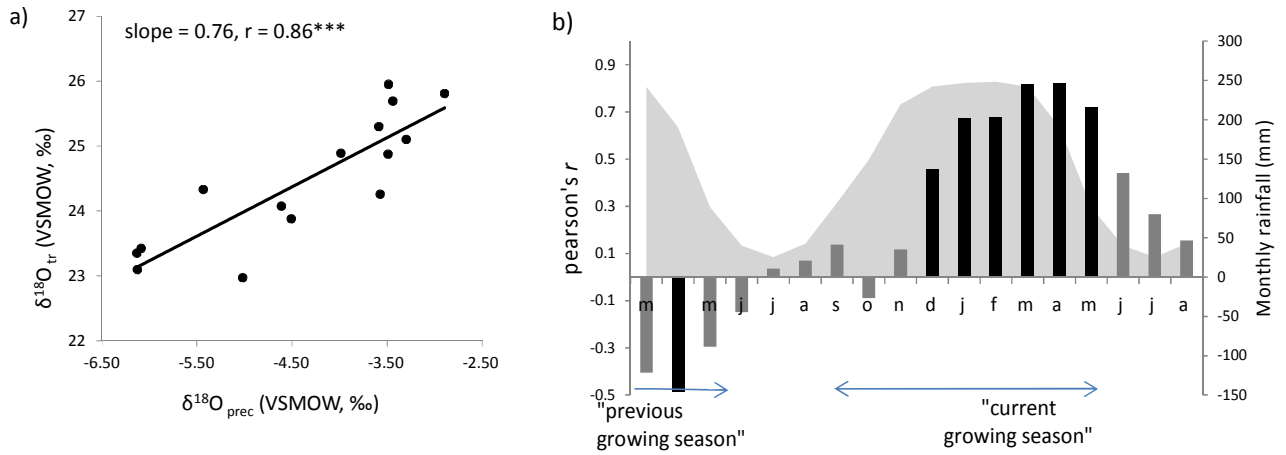 a)
slope = 0.76, r = 0.86***
27
26
25
24
23
22
δ¹⁸O tr (VSMOW, ‰)
-6.50 -5.50 -4.50 -3.50 -2.50
δ¹⁸O prec (VSMOW, ‰)
b)
0.9
0.7
0.5
0.3
0.1
-0.1
-0.3
-0.5
pearson's r
m m j j a s o n d j f m a m j j a
300
250
200
150
100
50
0
-50
-100
-150
Monthly rainfall (mm)
"previous
growing season"
"current
growing season"